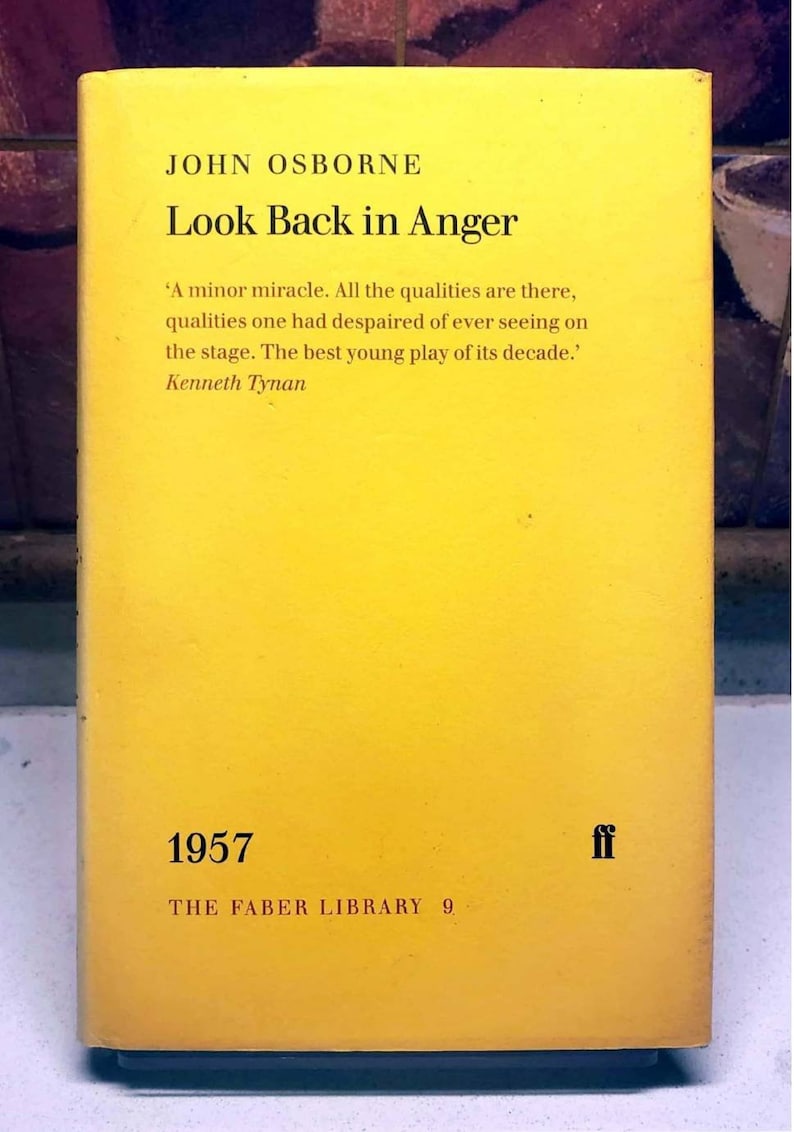 JOHN OSBORNE
Look Back in Anger
‘A minor miracle. All the qualities are there,
qualities one had despaired of ever seeing on
the stage. The best young play of its decade.’
Kenneth Tynan
1957
ff
THE FABER LIBRARY 9